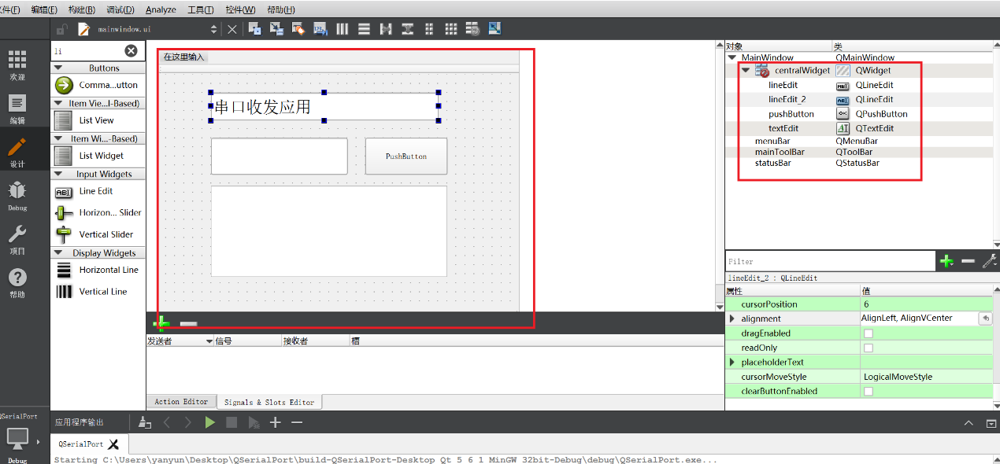 文件(F) 编辑(E) 构建(B) 调试(D) Analyze 工具(T) 控件(W) 帮助(H)
mainwindow.ui
欢迎
编辑
设计
Debug
项目
帮助
QSerialPort
Debug
li
Buttons
Comma...utton
Item Vie...l-Based)
List View
Item Wi...-Based)
List Widget
Input Widgets
Line Edit
Horizon... Slider
Vertical Slider
Display Widgets
Horizontal Line
Vertical Line
在这里输入
串口收发应用
PushButton
发送者 信号 接收者 槽
Action Editor Signals & Slots Editor
对象 类
MainWindow QMainWindow
centralWidget QWidget
lineEdit QLineEdit
lineEdit_2 QLineEdit
pushButton QPushButton
textEdit QTextEdit
menuBar QMenuBar
mainToolBar QToolBar
statusBar QStatusBar
Filter
lineEdit_2 : QLineEdit
属性 值
cursorPosition 6
alignment AlignLeft, AlignVCenter
dragEnabled
readOnly
placeholderText
cursorMoveStyle LogicalMoveStyle
clearButtonEnabled
应用程序输出
QSerialPort
Starting C:\Users\yanyun\Desktop\QSerialPort\build-QSerialPort-Desktop Qt 5 6 1 MinGW 32bit-Debug\debug\QSerialPort.exe...